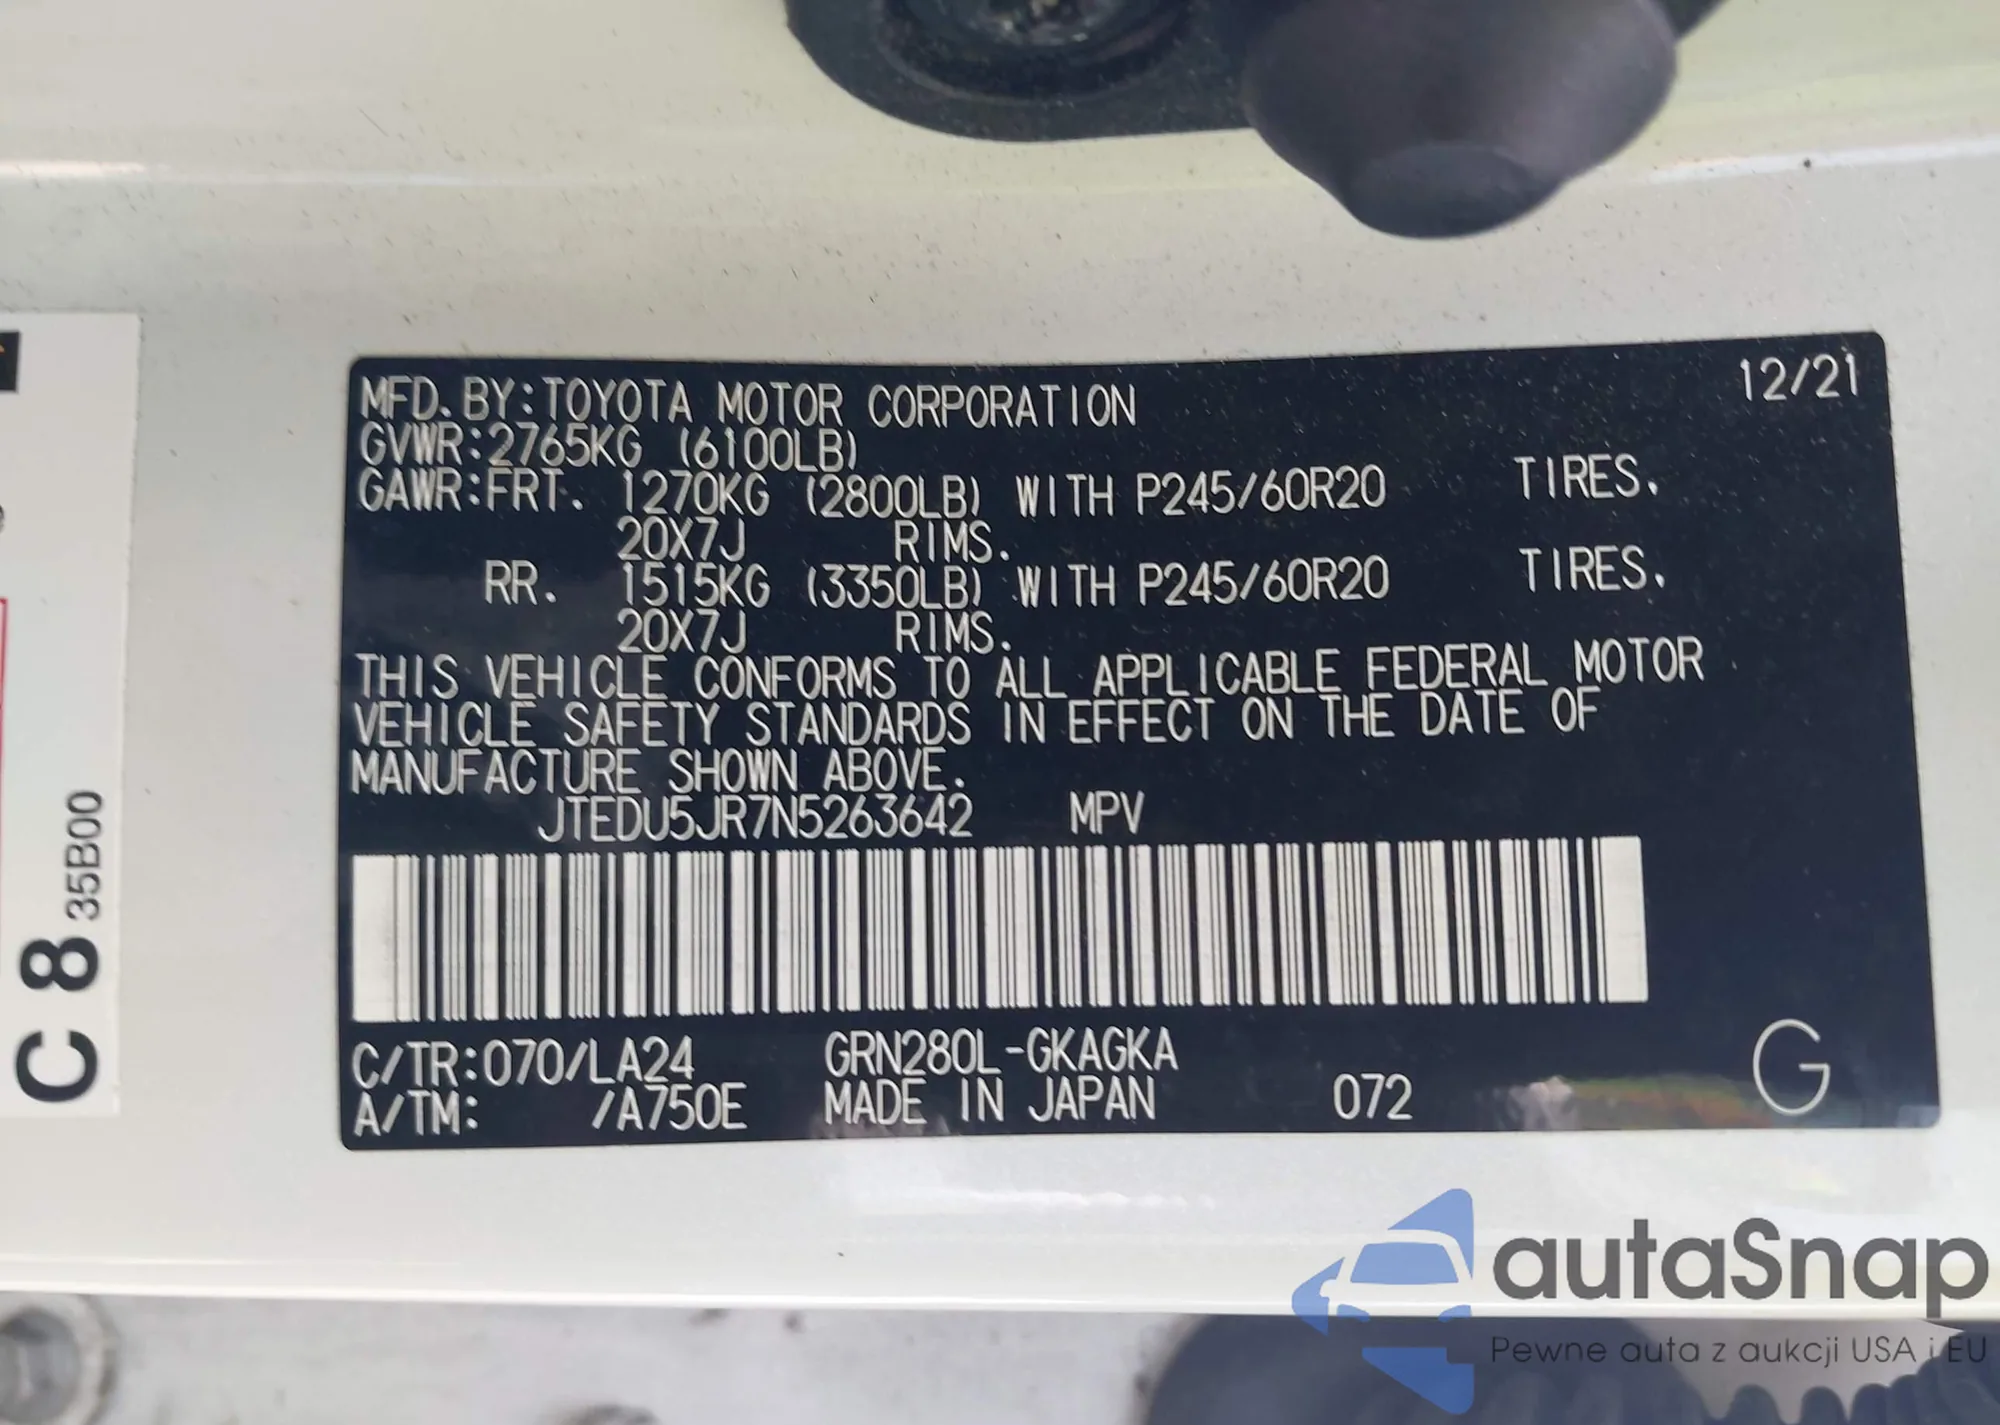 MFD. BY: TOYOTA MOTOR CORPORATION 12/21
GVWR: 2765KG (6100LB)
GAWR: FRT. 1270KG (2800LB) WITH P245/60R20 TIRES.
20X7J RIMS.
RR. 1515KG (3350LB) WITH P245/60R20 TIRES.
20X7J RIMS.
THIS VEHICLE CONFORMS TO ALL APPLICABLE FEDERAL MOTOR
VEHICLE SAFETY STANDARDS IN EFFECT ON THE DATE OF
MANUFACTURE SHOWN ABOVE.
JTEDU5JR7N5263642 MPV
C/TR: 070/LA24 GRN280L-GKAGKA
A/TM: /A750E MADE IN JAPAN 072 G
C 8 35B00
autaSnap
Pewne auta z aukcji USA i EU